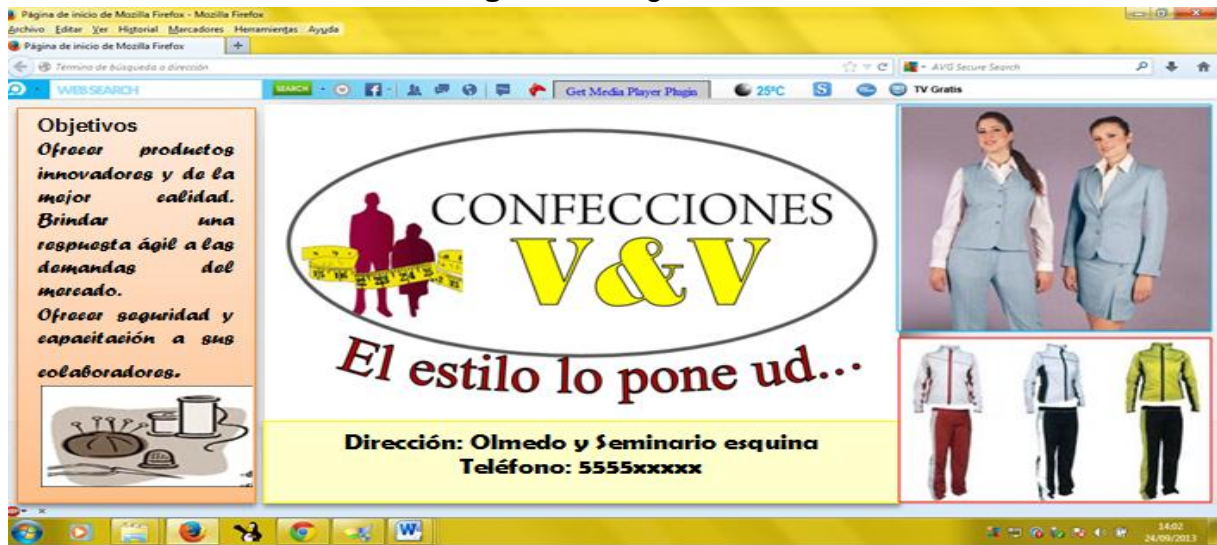 Página de inicio de Mozilla Firefox - Mozilla Firefox
Archivo Editar Ver Historial Marcadores Herramientas Ayuda
Página de inicio de Mozilla Firefox +
Término de búsqueda o dirección
AVG Secure Search
WEB SEARCH
SEARCH
Get Media Player Plugin
25°C
TV Gratis
Objetivos
Ofrecer productos
innovadores y de la
mejor calidad.
Brindar una
respuesta ágil a las
demandas del
mercado.
Ofrecer seguridad y
capacitación a sus
colaboradores.
CONFECCIONES
V&V
El estilo lo pone ud...
Dirección: Olmedo y Seminario esquina
Teléfono: 5555xxxxx
14:02
24/09/2013